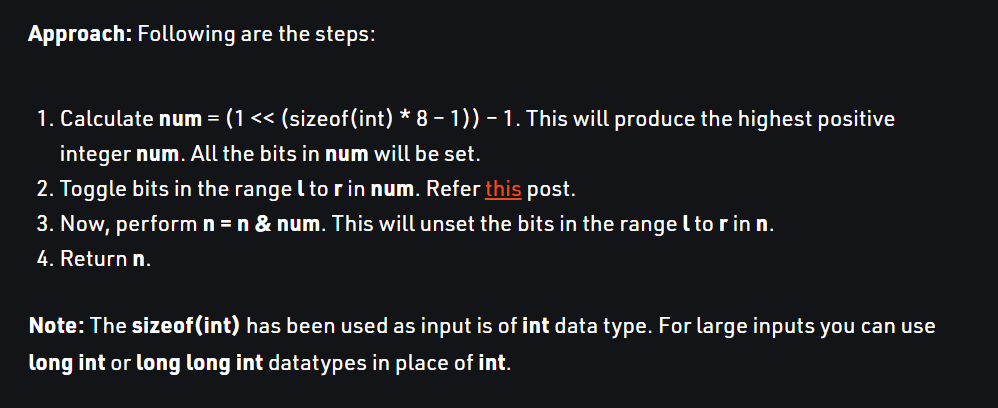 Approach: Following are the steps:
1. Calculate num = (1 << (sizeof(int) * 8 – 1)) – 1. This will produce the highest positive
integer num. All the bits in num will be set.
2. Toggle bits in the range l to r in num. Refer this post.
3. Now, perform n = n & num. This will unset the bits in the range l to r in n.
4. Return n.
Note: The sizeof(int) has been used as input is of int data type. For large inputs you can use
long int or long long int datatypes in place of int.